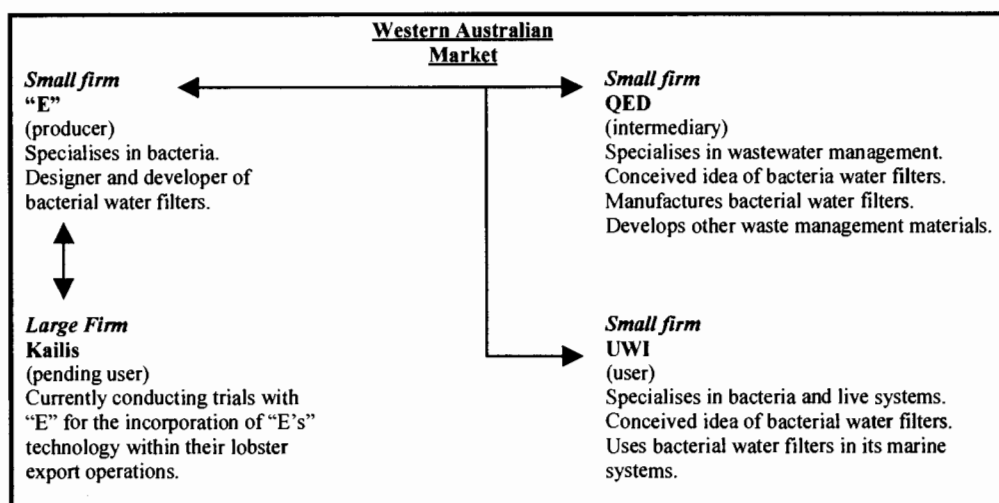 Western Australian
Market
Small firm
"E"
(producer)
Specialises in bacteria.
Designer and developer of
bacterial water filters.
Small firm
QED
(intermediary)
Specialises in wastewater management.
Conceived idea of bacteria water filters.
Manufactures bacterial water filters.
Develops other waste management materials.
Large Firm
Kailis
(pending user)
Currently conducting trials with
"E" for the incorporation of "E's"
technology within their lobster
export operations.
Small firm
UWI
(user)
Specialises in bacteria and live systems.
Conceived idea of bacterial water filters.
Uses bacterial water filters in its marine
systems.